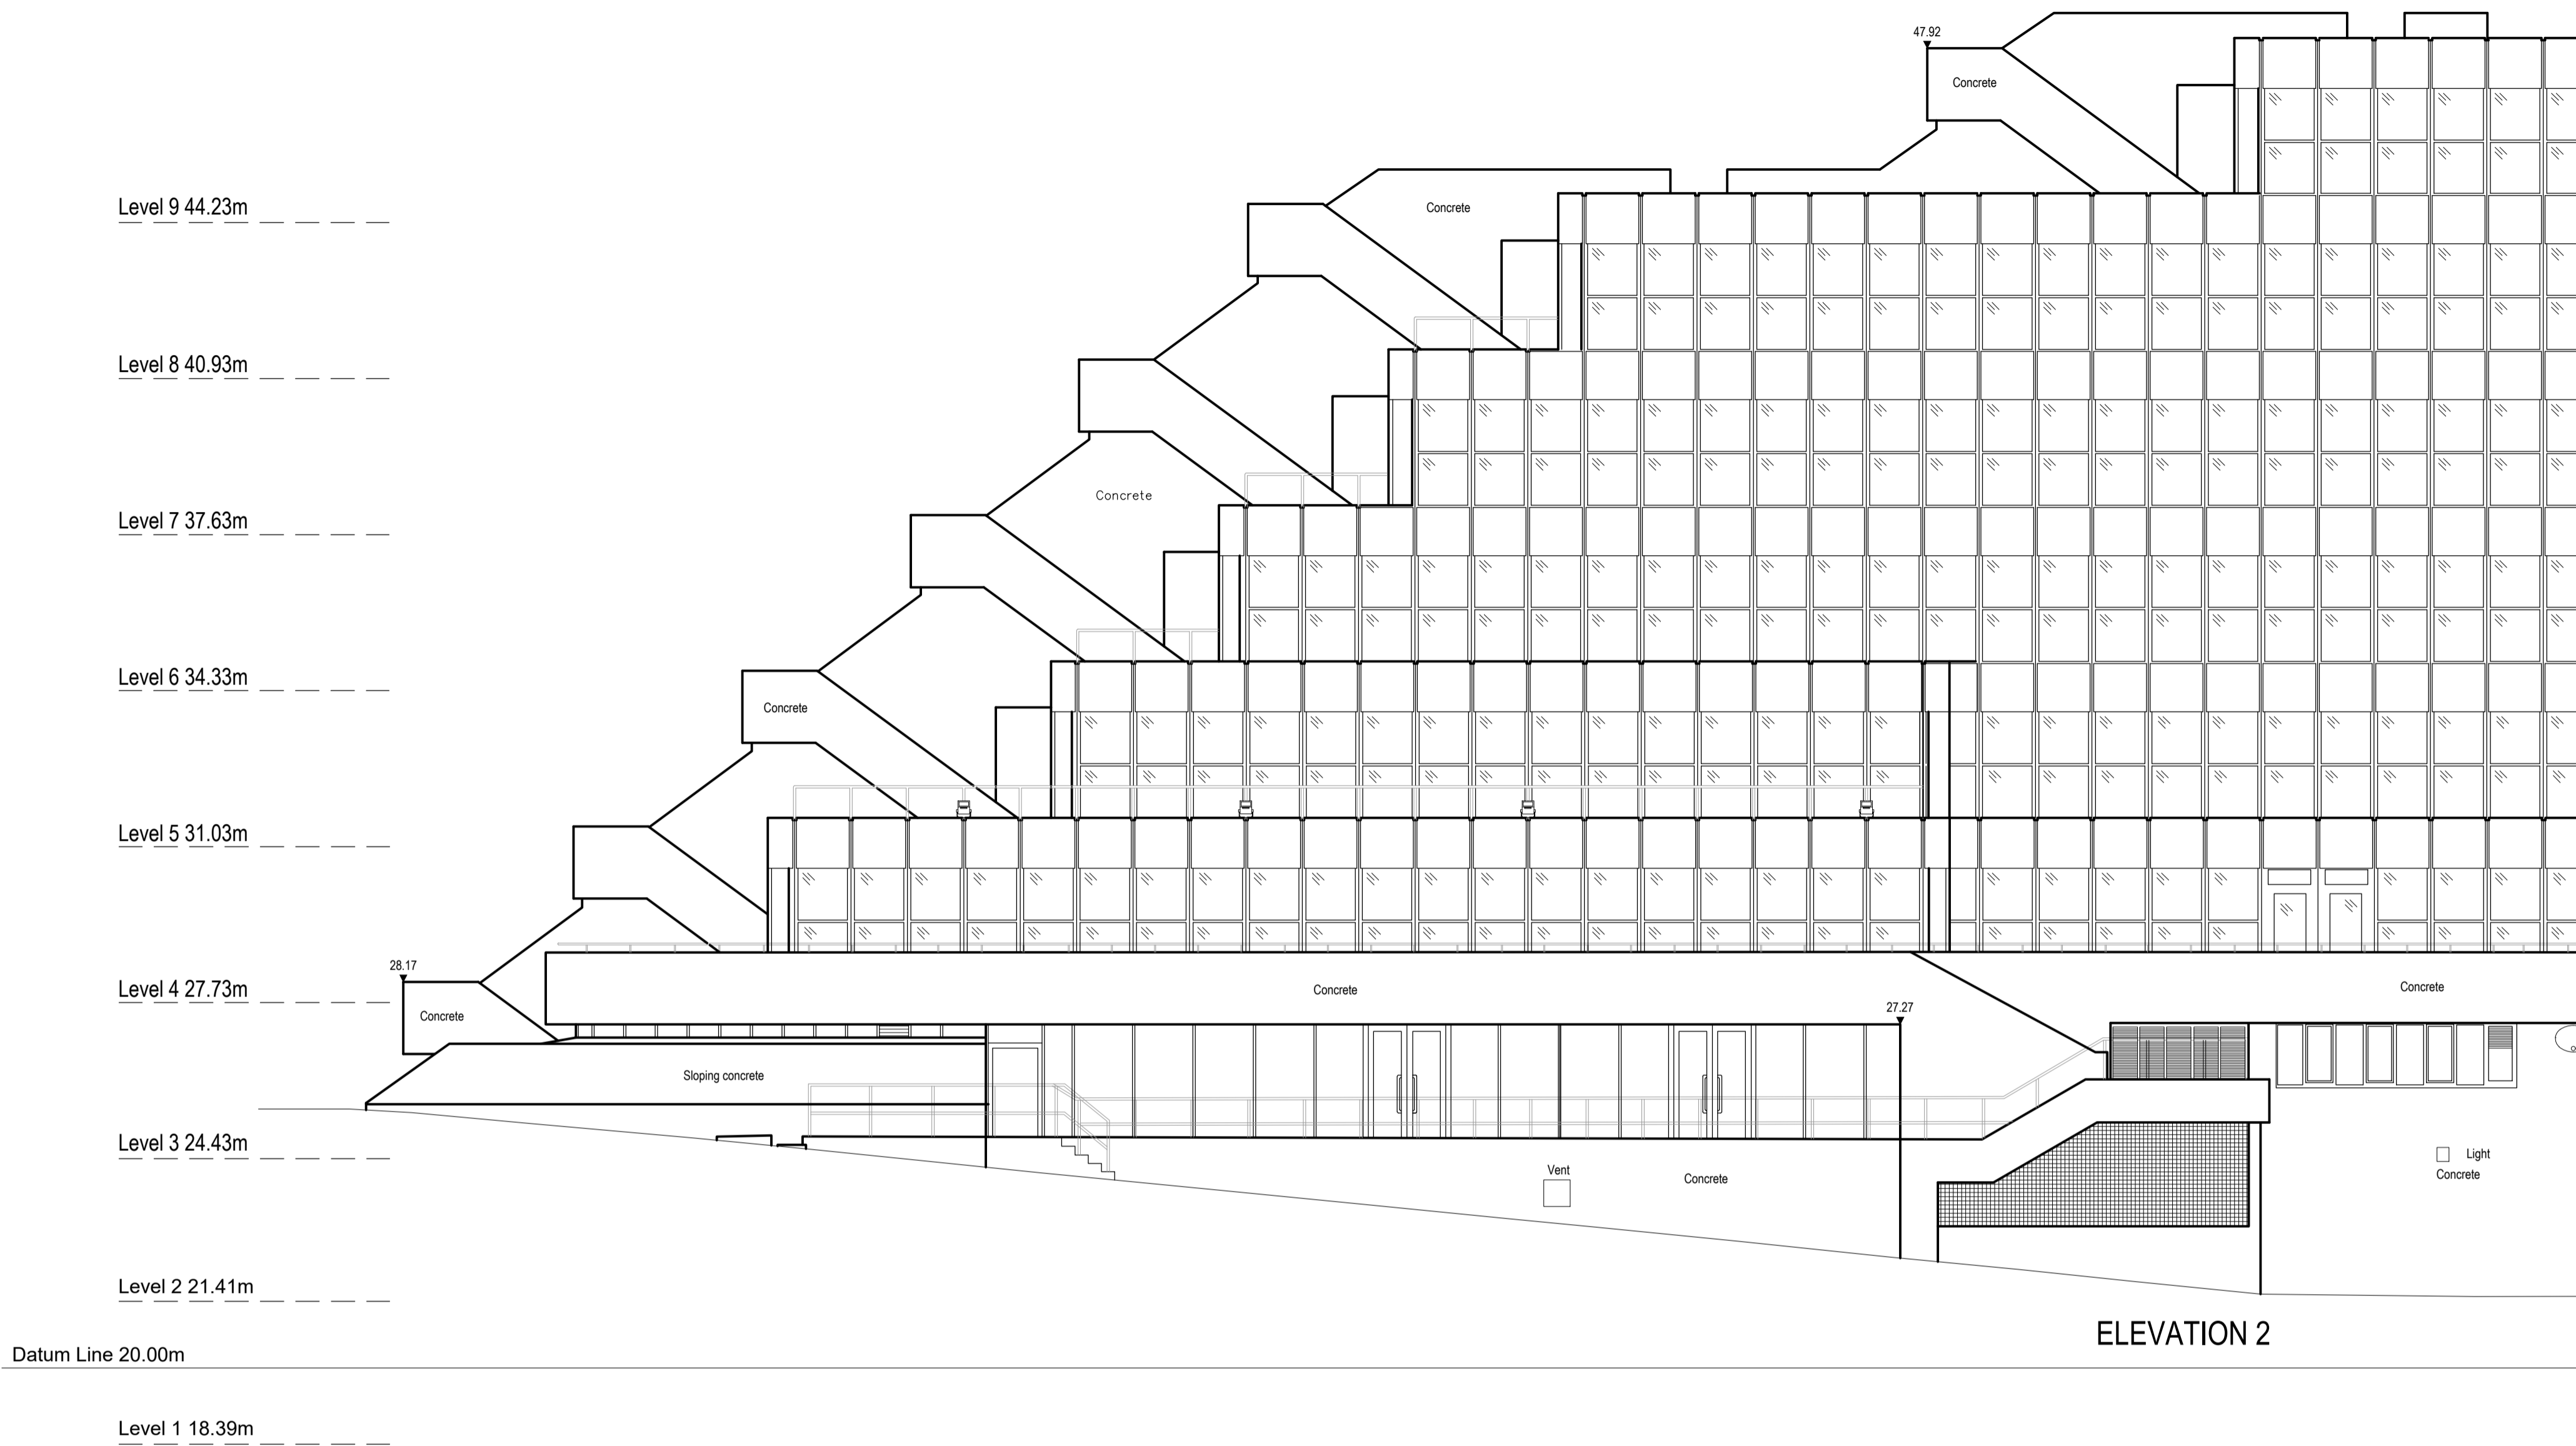 47.92
Concrete
Level 9 44.23m
Concrete
Level 8 40.93m
Concrete
Level 7 37.63m
Level 6 34.33m
Concrete
Level 5 31.03m
28.17
Level 4 27.73m
Concrete
Concrete
Concrete
27.27
Sloping concrete
Level 3 24.43m
Vent
Concrete
Light
Concrete
Level 2 21.41m
ELEVATION 2
Datum Line 20.00m
Level 1 18.39m